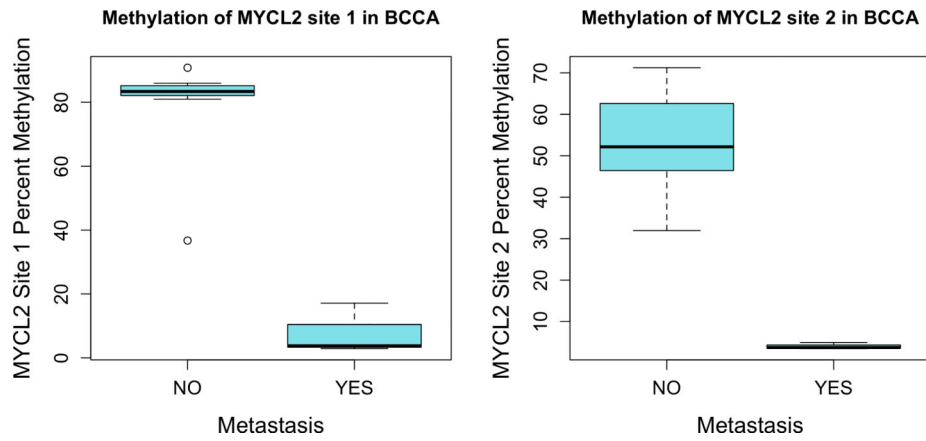 Methylation of MYCL2 site 1 in BCCA
MYCL2 Site 1 Percent Methylation
80
60
40
20
0
NO
YES
Metastasis
Methylation of MYCL2 site 2 in BCCA
MYCL2 Site 2 Percent Methylation
70
60
50
40
30
20
10
NO
YES
Metastasis